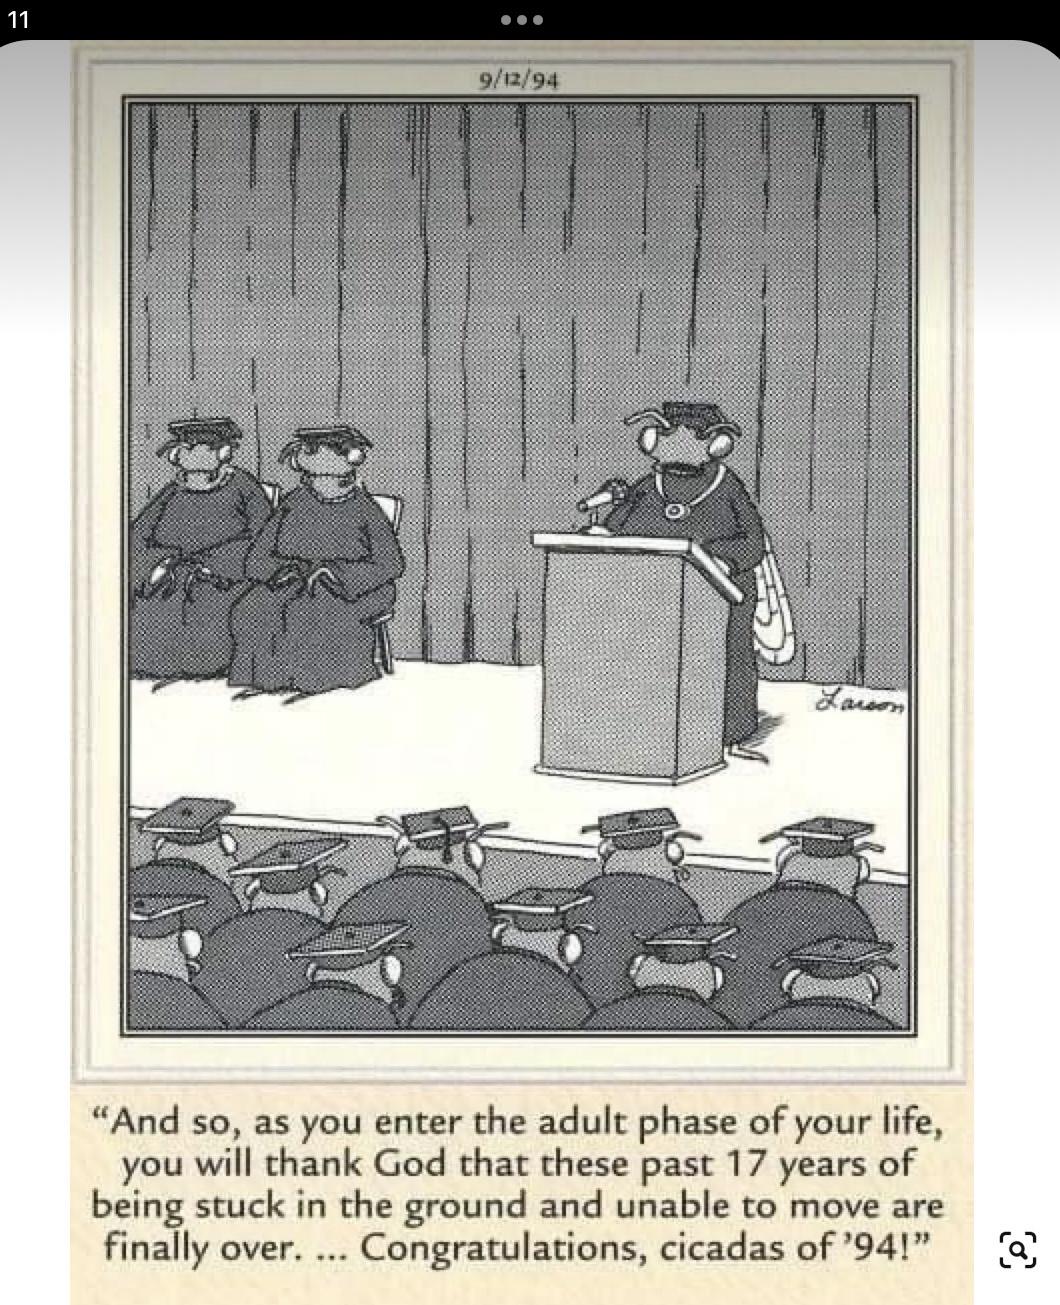 11
9/12/94
Larson
“And so, as you enter the adult phase of your life,
you will thank God that these past 17 years of
being stuck in the ground and unable to move are
finally over. ... Congratulations, cicadas of ’94!”